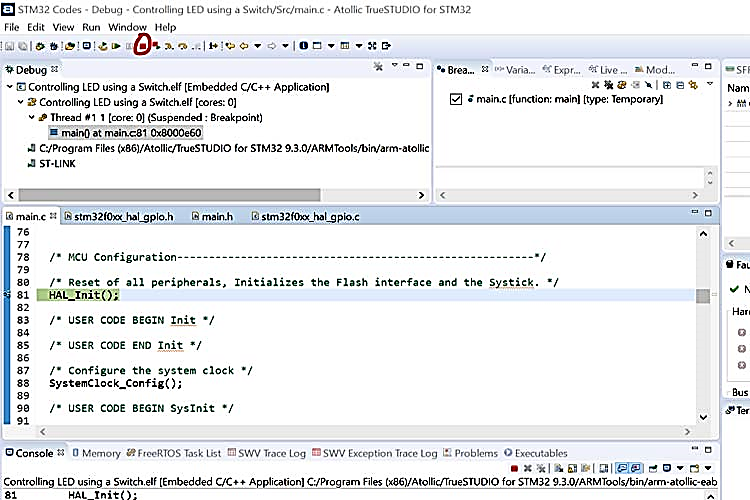 STM32 Codes - Debug - Controlling LED using a Switch/Src/main.c - Atollic TrueSTUDIO for STM32
File Edit View Run Window Help
Debug
Controlling LED using a Switch.elf [Embedded C/C++ Application]
Controlling LED using a Switch.elf [cores: 0]
Thread #1 1 [core: 0] (Suspended : Breakpoint)
main() at main.c:81 0x8000e60
C:/Program Files (x86)/Atollic/TrueSTUDIO for STM32 9.3.0/ARMTools/bin/arm-atollic
ST-LINK
Brea... Varia... Expr... Live ... Mod...
main.c [function: main] [type: Temporary]
SFR
Nam
main.c stm32f0xx_hal_gpio.h main.h stm32f0xx_hal_gpio.c
76
77
78 /* MCU Configuration--------------------------------------------------------*/
79
80 /* Reset of all peripherals, Initializes the Flash interface and the Systick. */
81 HAL_Init();
82
83 /* USER CODE BEGIN Init */
84
85 /* USER CODE END Init */
86
87 /* Configure the system clock */
88 SystemClock_Config();
89
90 /* USER CODE BEGIN SysInit */
91
Fau
N
Hard
Bus
Ter
Console Memory FreeRTOS Task List SWV Trace Log SWV Exception Trace Log Problems Executables
Controlling LED using a Switch.elf [Embedded C/C++ Application] C:/Program Files (x86)/Atollic/TrueSTUDIO for STM32 9.3.0/ARMTools/bin/arm-atollic-eab
81 HAL_Init();